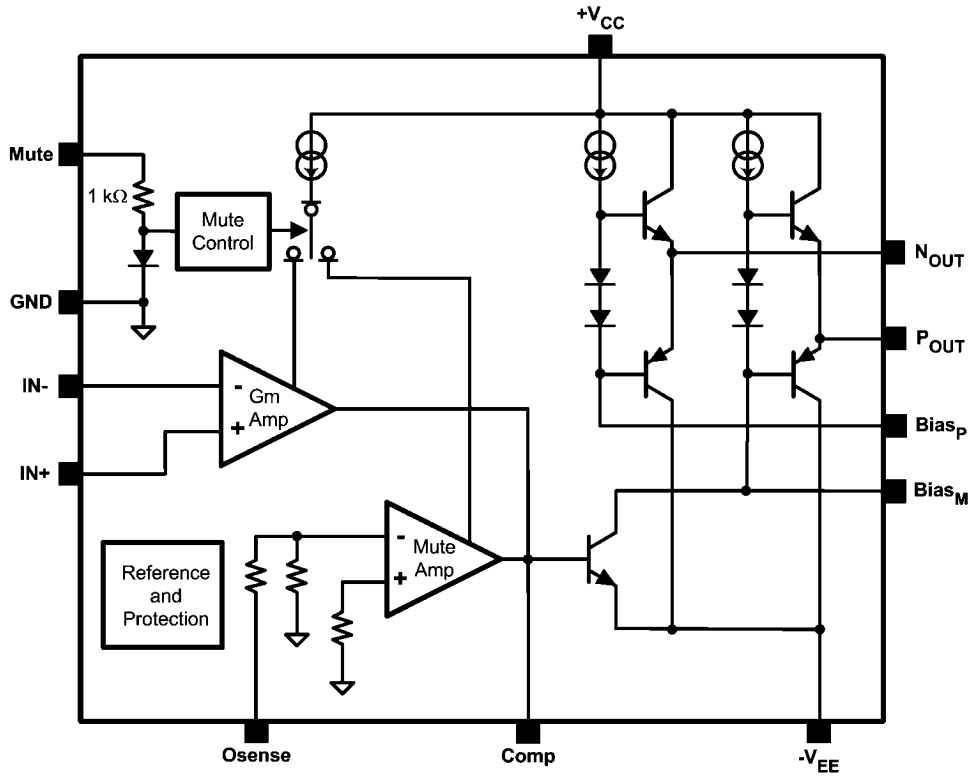 +VCC
Mute
1 kΩ
Mute
Control
GND
NOUT
POUT
IN-
-
Gm
Amp
+
IN+
BiasP
BiasM
-
Mute
Amp
+
Reference
and
Protection
Osense
Comp
-VEE